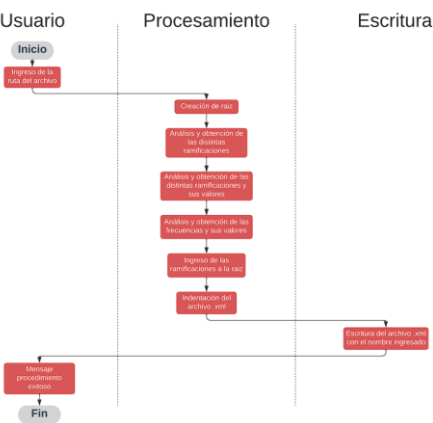 Usuario
Procesamiento
Escritura
Inicio
Ingreso de la
ruta del archivo
Creación de raiz
Análisis y obtención de
las disintas
ramificaciones
Análisis y obtención de las
distintas ramificaciones y
sus valores
Análisis y obtención de las
frecuencias y sus valores
Ingreso de las
ramificaciones a la raiz
Indentación del
archivo .xml
Escritura del archivo .xml
con el nombre ingresado
Mensaje
procedimiento
exitoso
Fin